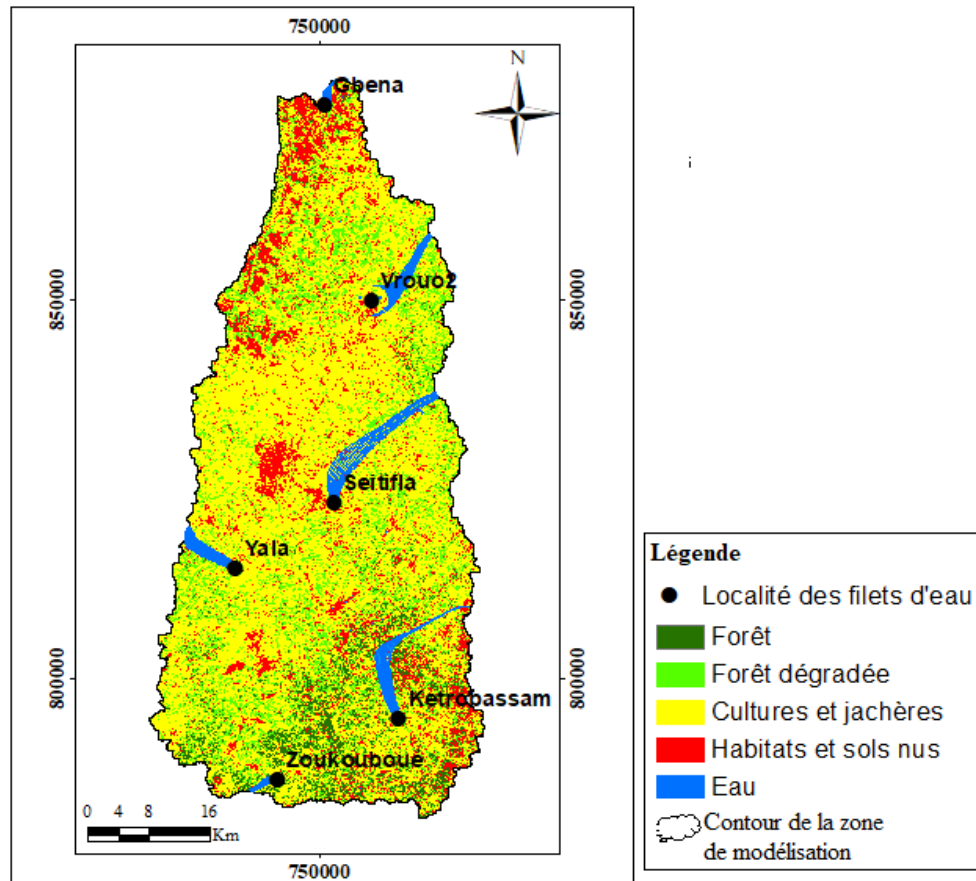 750000
N
Gbena
i
Vrouo2
850000
850000
Seitifla
Yala
Légende
Localité des filets d'eau
Forêt
Forêt dégradée
Cultures et jachères
Habitats et sols nus
Eau
Contour de la zone
de modélisation
800000
800000
Ketrobassam
Zoukouboue
0 4 8 16
Km
750000